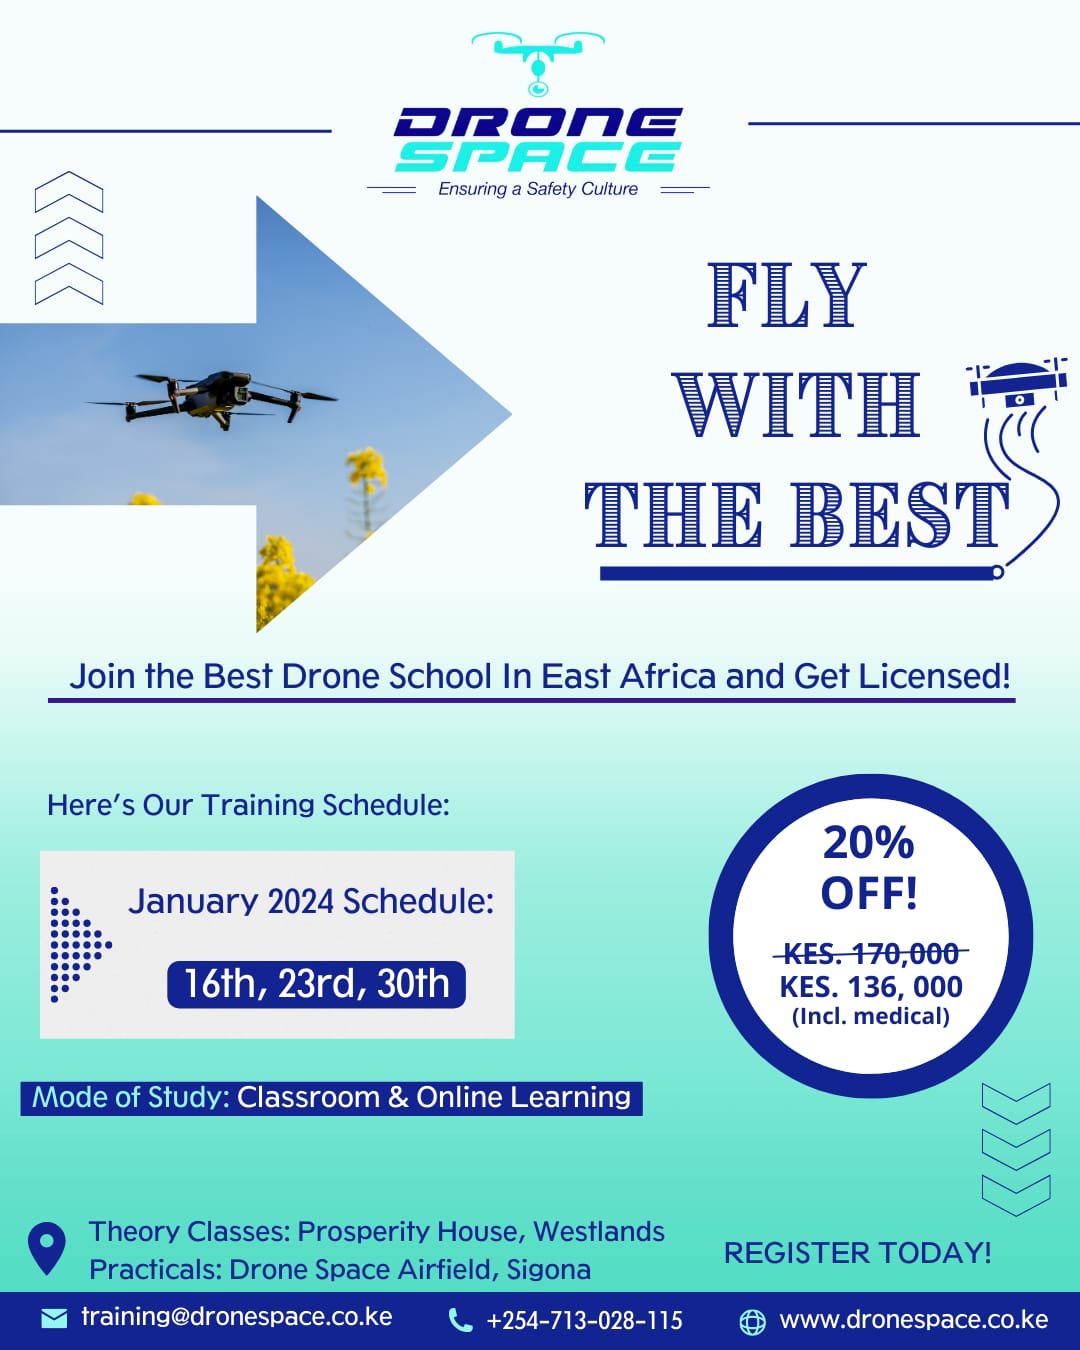 DRONE
SPACE
Ensuring a Safety Culture
FLY
WITH
THE BEST
Join the Best Drone School In East Africa and Get Licensed!
Here's Our Training Schedule:
January 2024 Schedule:
16th, 23rd, 30th
20%
OFF!
KES. 170,000
KES. 136, 000
(Incl. medical)
Mode of Study: Classroom & Online Learning
Theory Classes: Prosperity House, Westlands
Practicals: Drone Space Airfield, Sigona
REGISTER TODAY!
training@dronespace.co.ke
+254-713-028-115
www.dronespace.co.ke